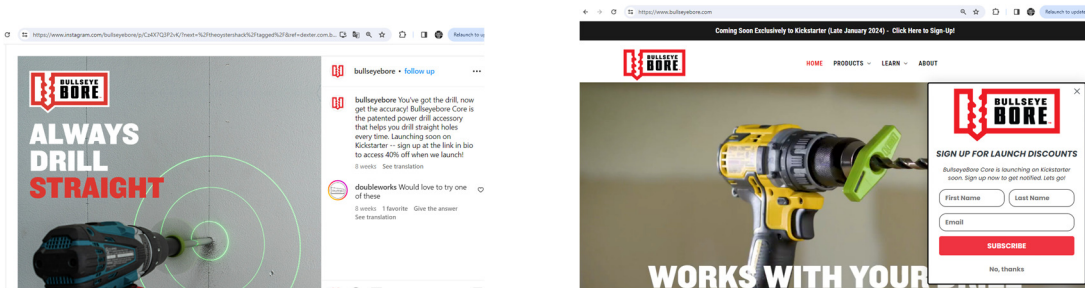 https://www.instagram.com/bullseyebore/p/Cz4X7Q3P2vK/?next=%2Ftheoystershack%2Ftagged%2F&ref=dexter.com.b...
Relaunch to u
BULLSEYE
BORE
ALWAYS
DRILL
STRAIGHT
bullseyebore • follow up
bullseyebore You've got the drill, now
get the accuracy! Bullseyebore Core is
the patented power drill accessory
that helps you drill straight holes
every time. Launching soon on
Kickstarter -- sign up at the link in bio
to access 40% off when we launch!
8 weeks See translation
doubleworks Would love to try one
of these
8 weeks 1 favorite Give the answer
See translation
https://www.bullseyebore.com
Relaunch to update
Coming Soon Exclusively to Kickstarter (Late January 2024) - Click Here to Sign-Up!
BULLSEYE
BORE
HOME PRODUCTS LEARN ABOUT
WORKS WITH YOUR
BULLSEYE
BORE
SIGN UP FOR LAUNCH DISCOUNTS
BullseyeBore Core is launching on Kickstarter
soon. Sign up now to get notified. Lets go!
First Name Last Name
Email
SUBSCRIBE
No, thanks